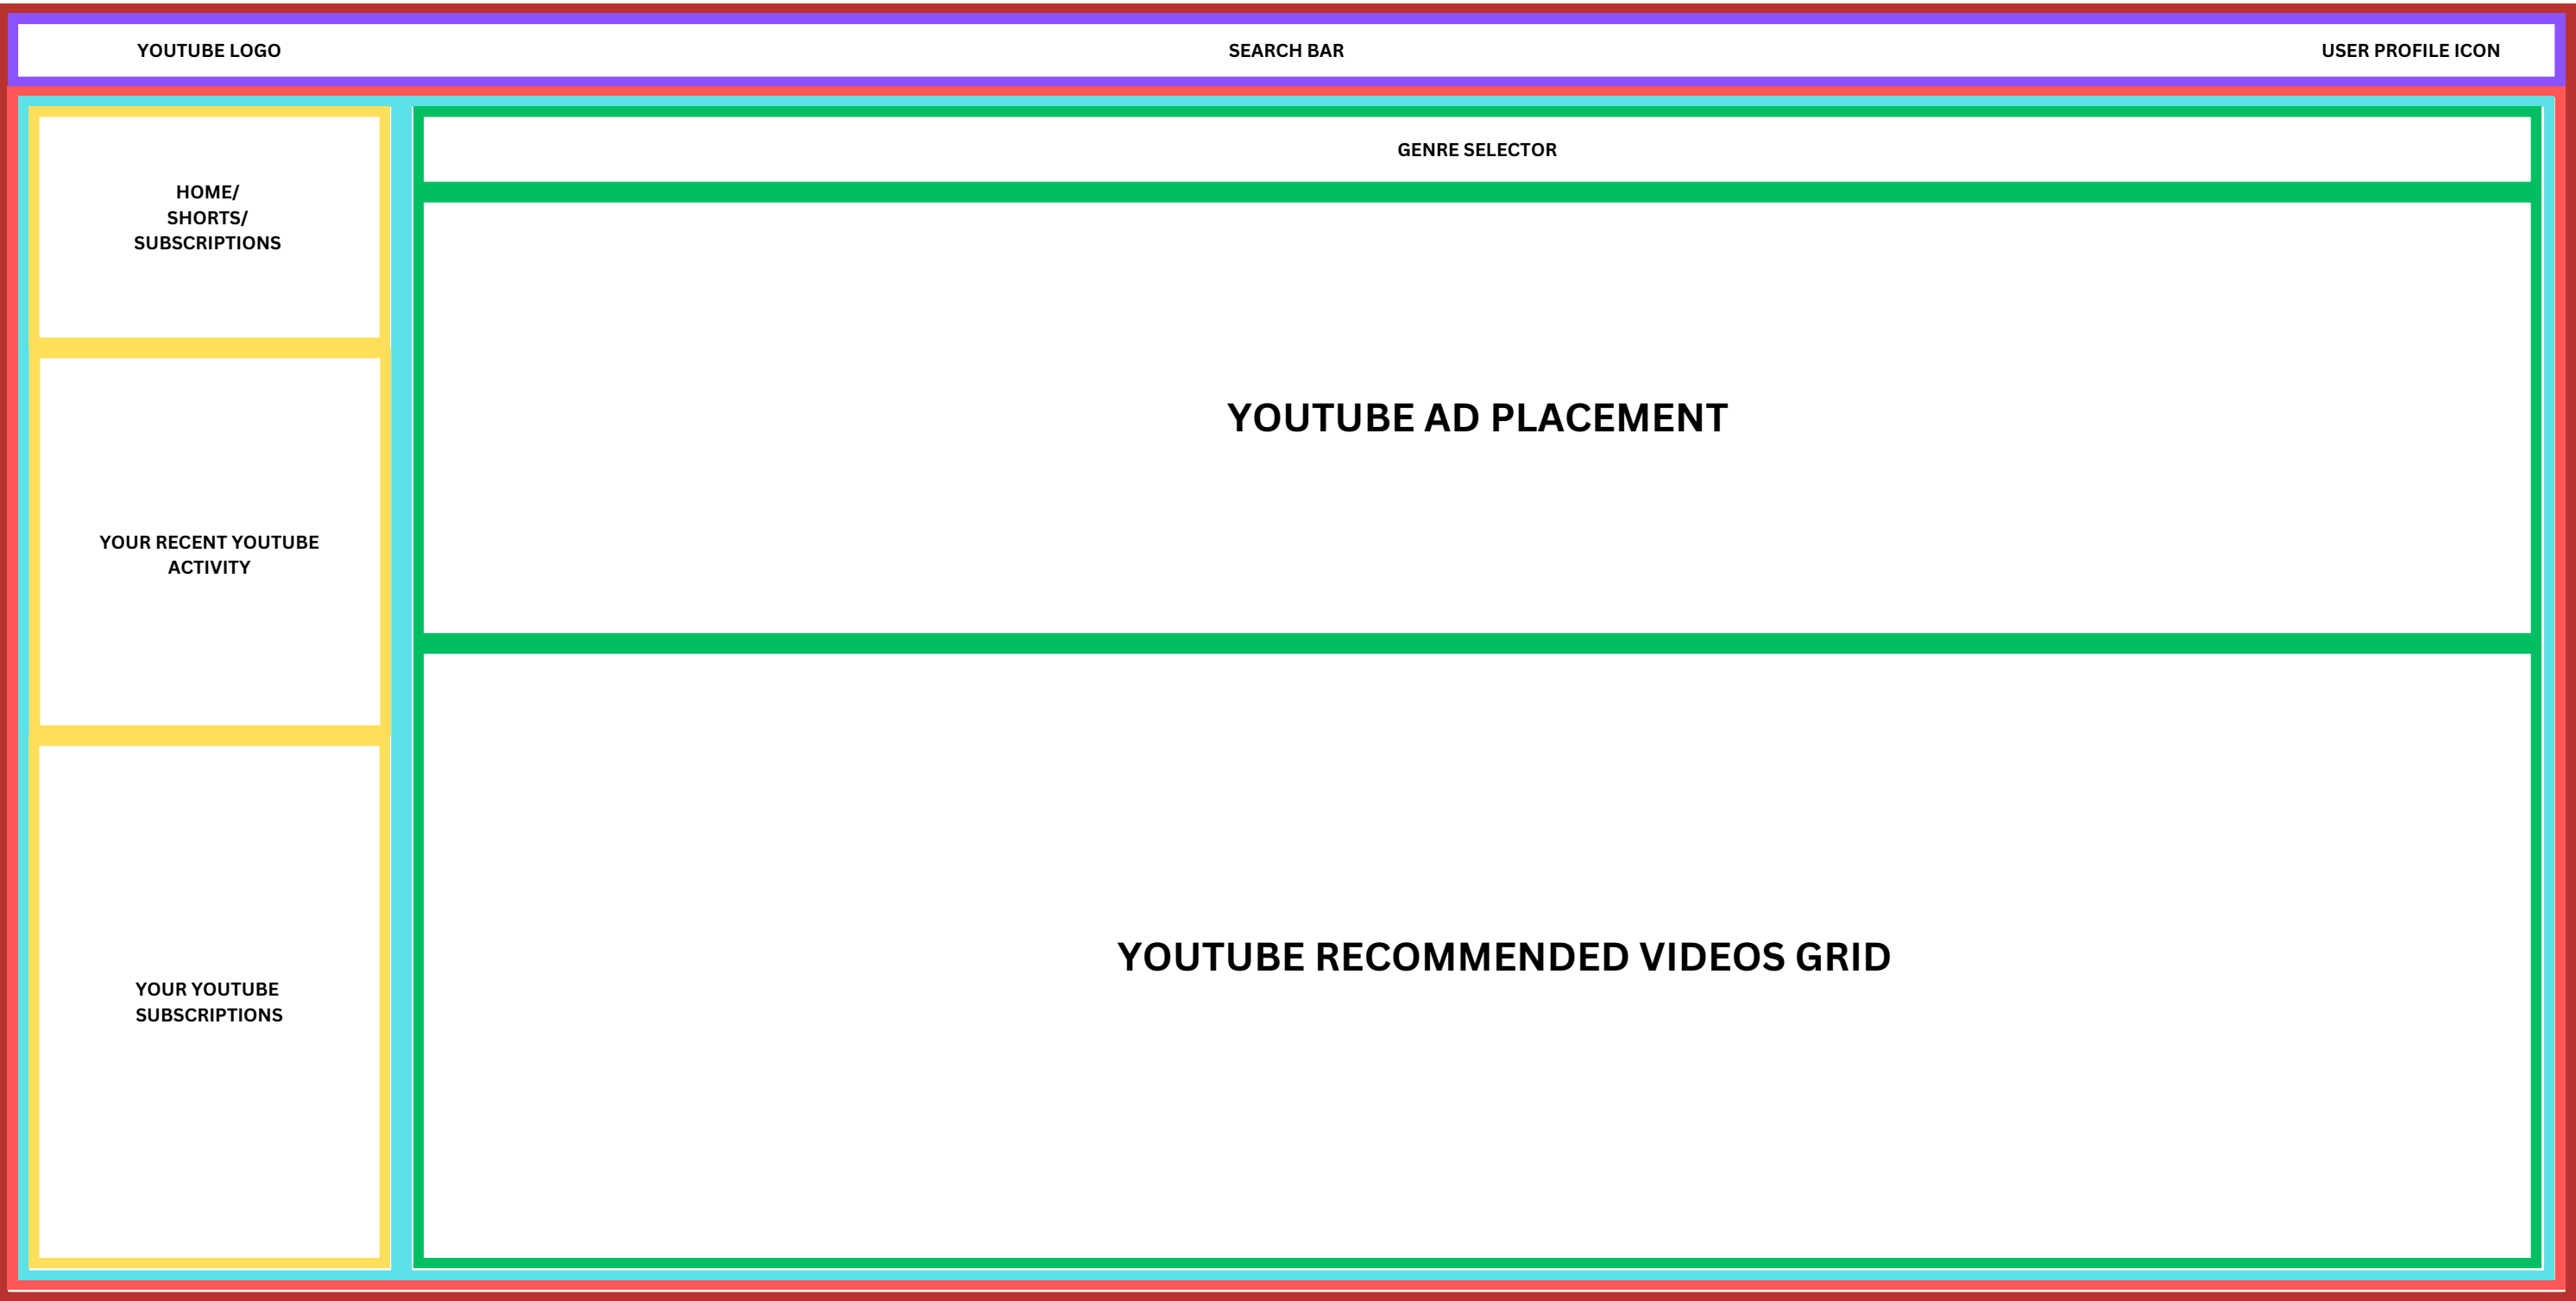 YOUTUBE LOGO
SEARCH BAR
USER PROFILE ICON
HOME/
SHORTS/
SUBSCRIPTIONS
YOUR RECENT YOUTUBE
ACTIVITY
YOUR YOUTUBE
SUBSCRIPTIONS
GENRE SELECTOR
YOUTUBE AD PLACEMENT
YOUTUBE RECOMMENDED VIDEOS GRID